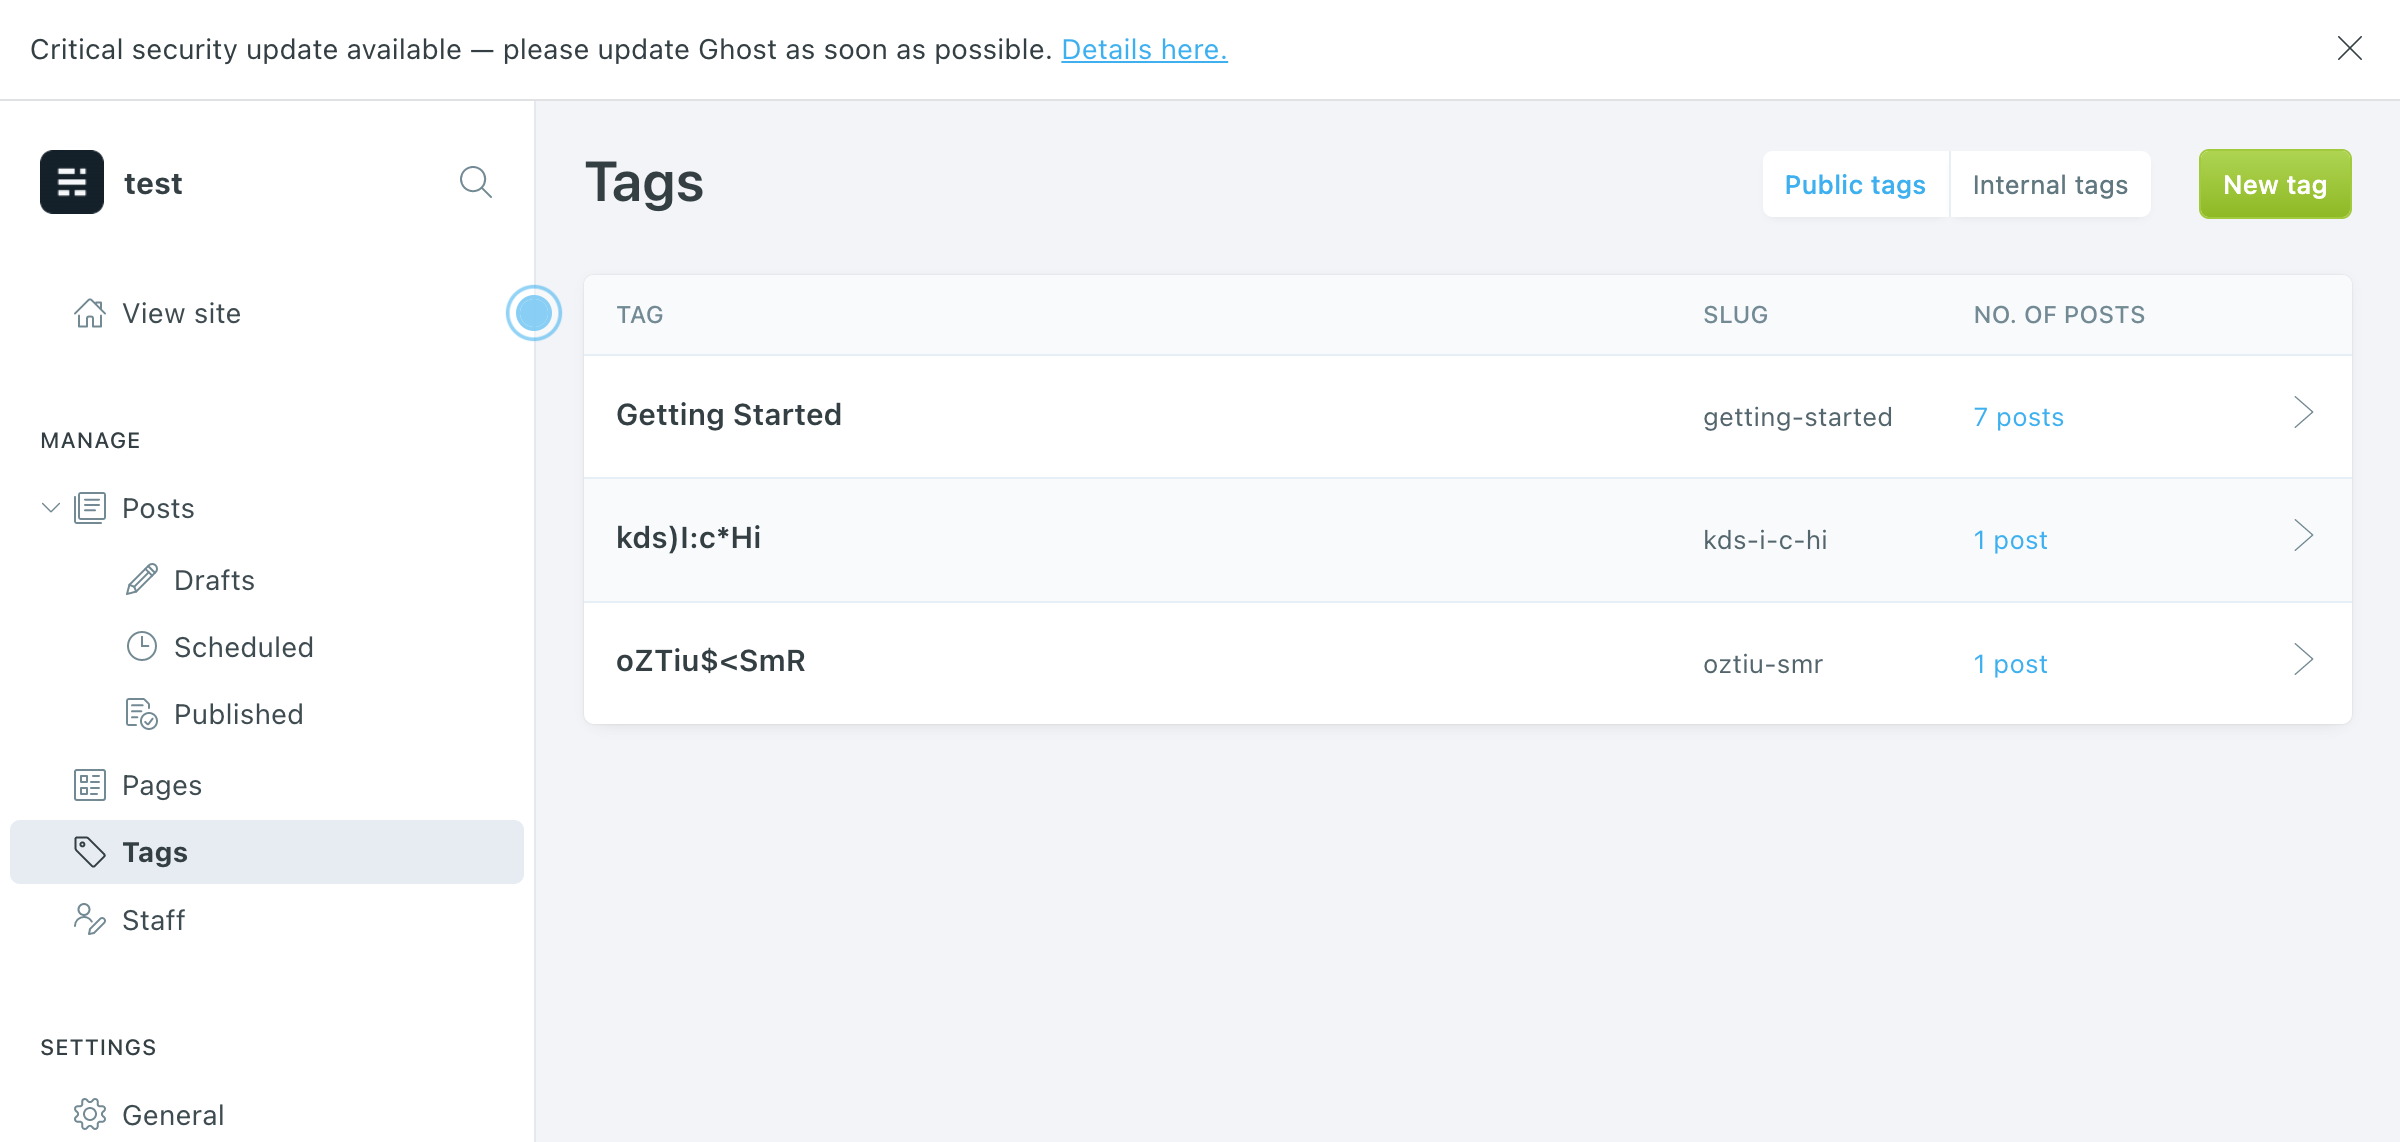 Critical security update available — please update Ghost as soon as possible. Details here.
test
View site
MANAGE
Posts
Drafts
Scheduled
Published
Pages
Tags
Staff
SETTINGS
General
Tags
Public tags
Internal tags
New tag
TAG SLUG NO. OF POSTS
Getting Started getting-started 7 posts
kds)I:c*Hi kds-i-c-hi 1 post
oZTiu$<SmR oztiu-smr 1 post